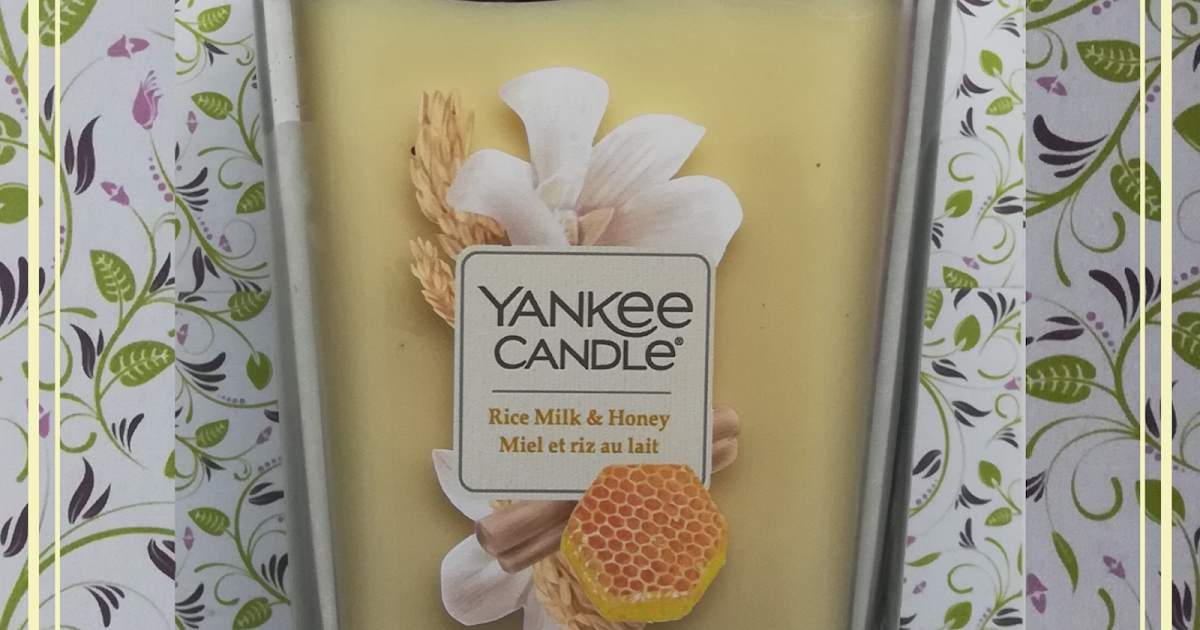 YANKee
CANDLe®
Rice Milk & Honey
Miel et riz au lait